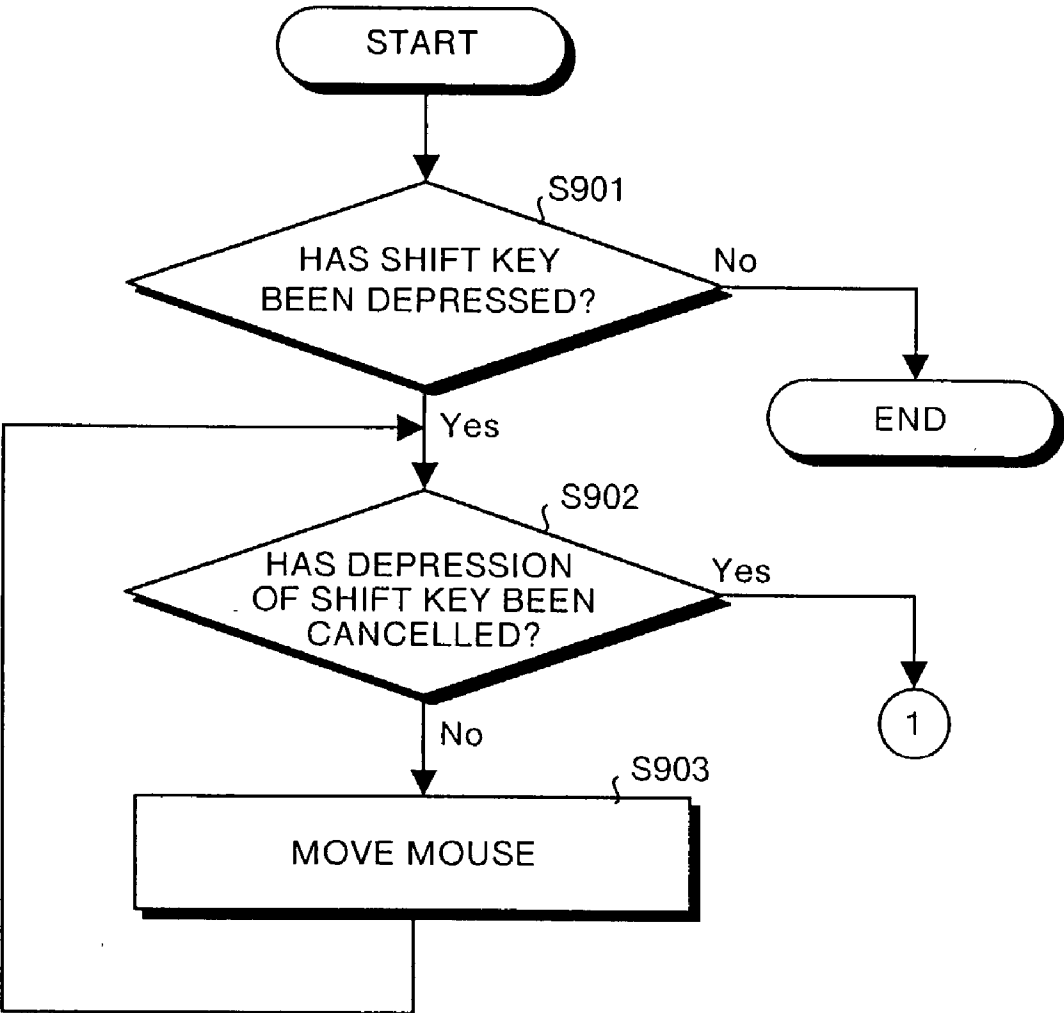 START
S901
HAS SHIFT KEY
BEEN DEPRESSED?
No
END
Yes
S902
HAS DEPRESSION
OF SHIFT KEY BEEN
CANCELLED?
Yes
1
No
S903
MOVE MOUSE